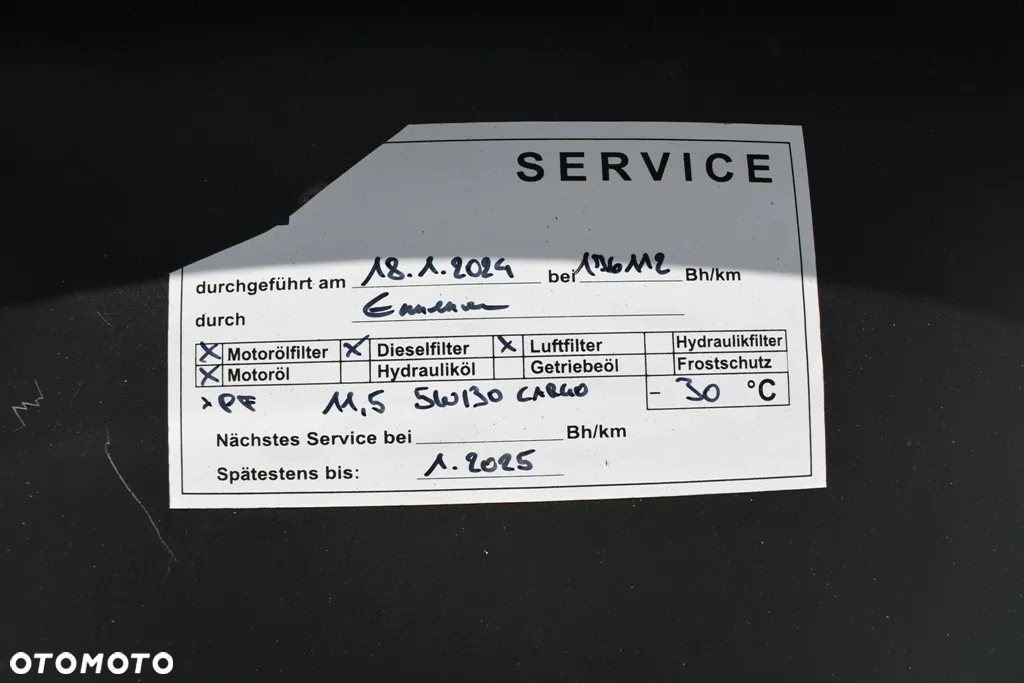 SERVICE
durchgeführt am 18.1.2024 bei 136112 Bh/km
durch
X Motorölfilter X Dieselfilter X Luftfilter Hydraulikfilter
X Motoröl Hydrauliköl Getriebeöl Frostschutz
11,5 5W130 CARGO - 30 °C
Nächstes Service bei Bh/km
Spätestens bis: 1.2025
OTOMOTO